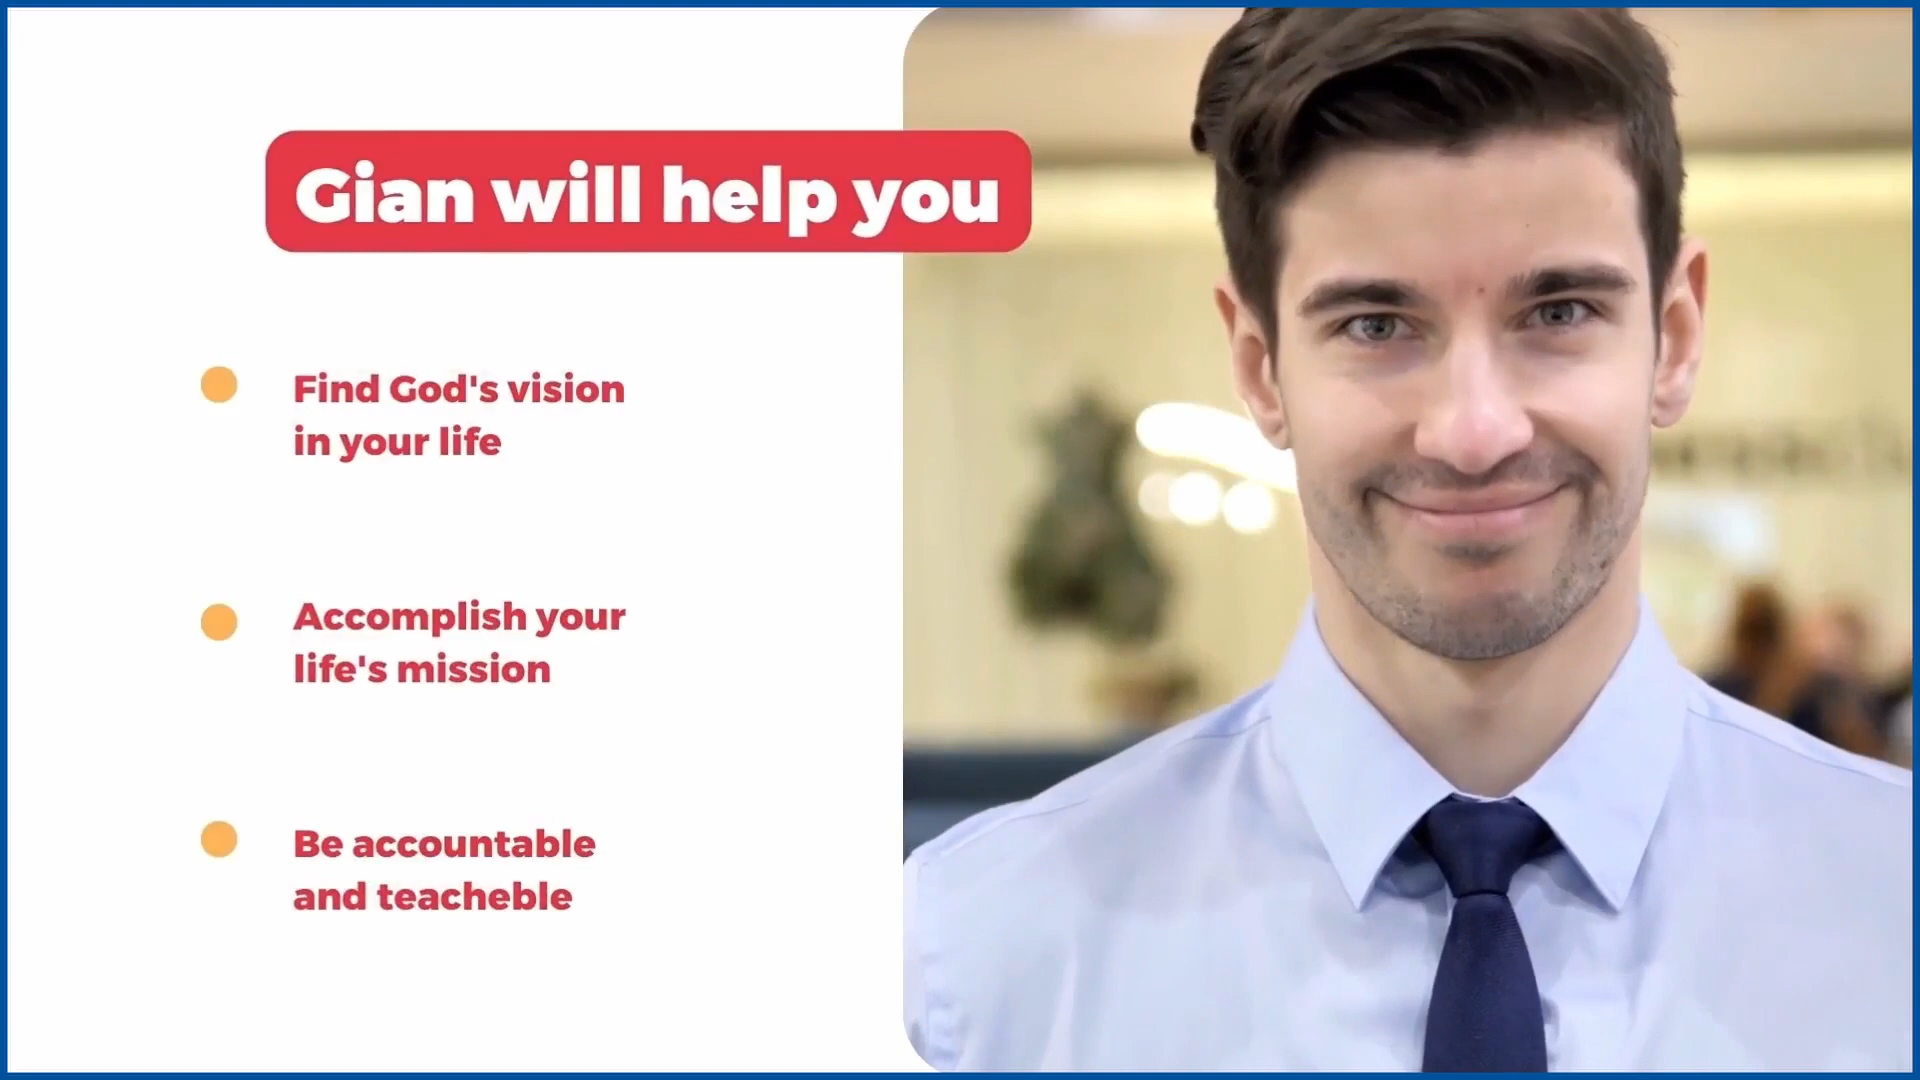 Gian will help you
Find God's vision
in your life
Accomplish your
life's mission
Be accountable
and teacheble